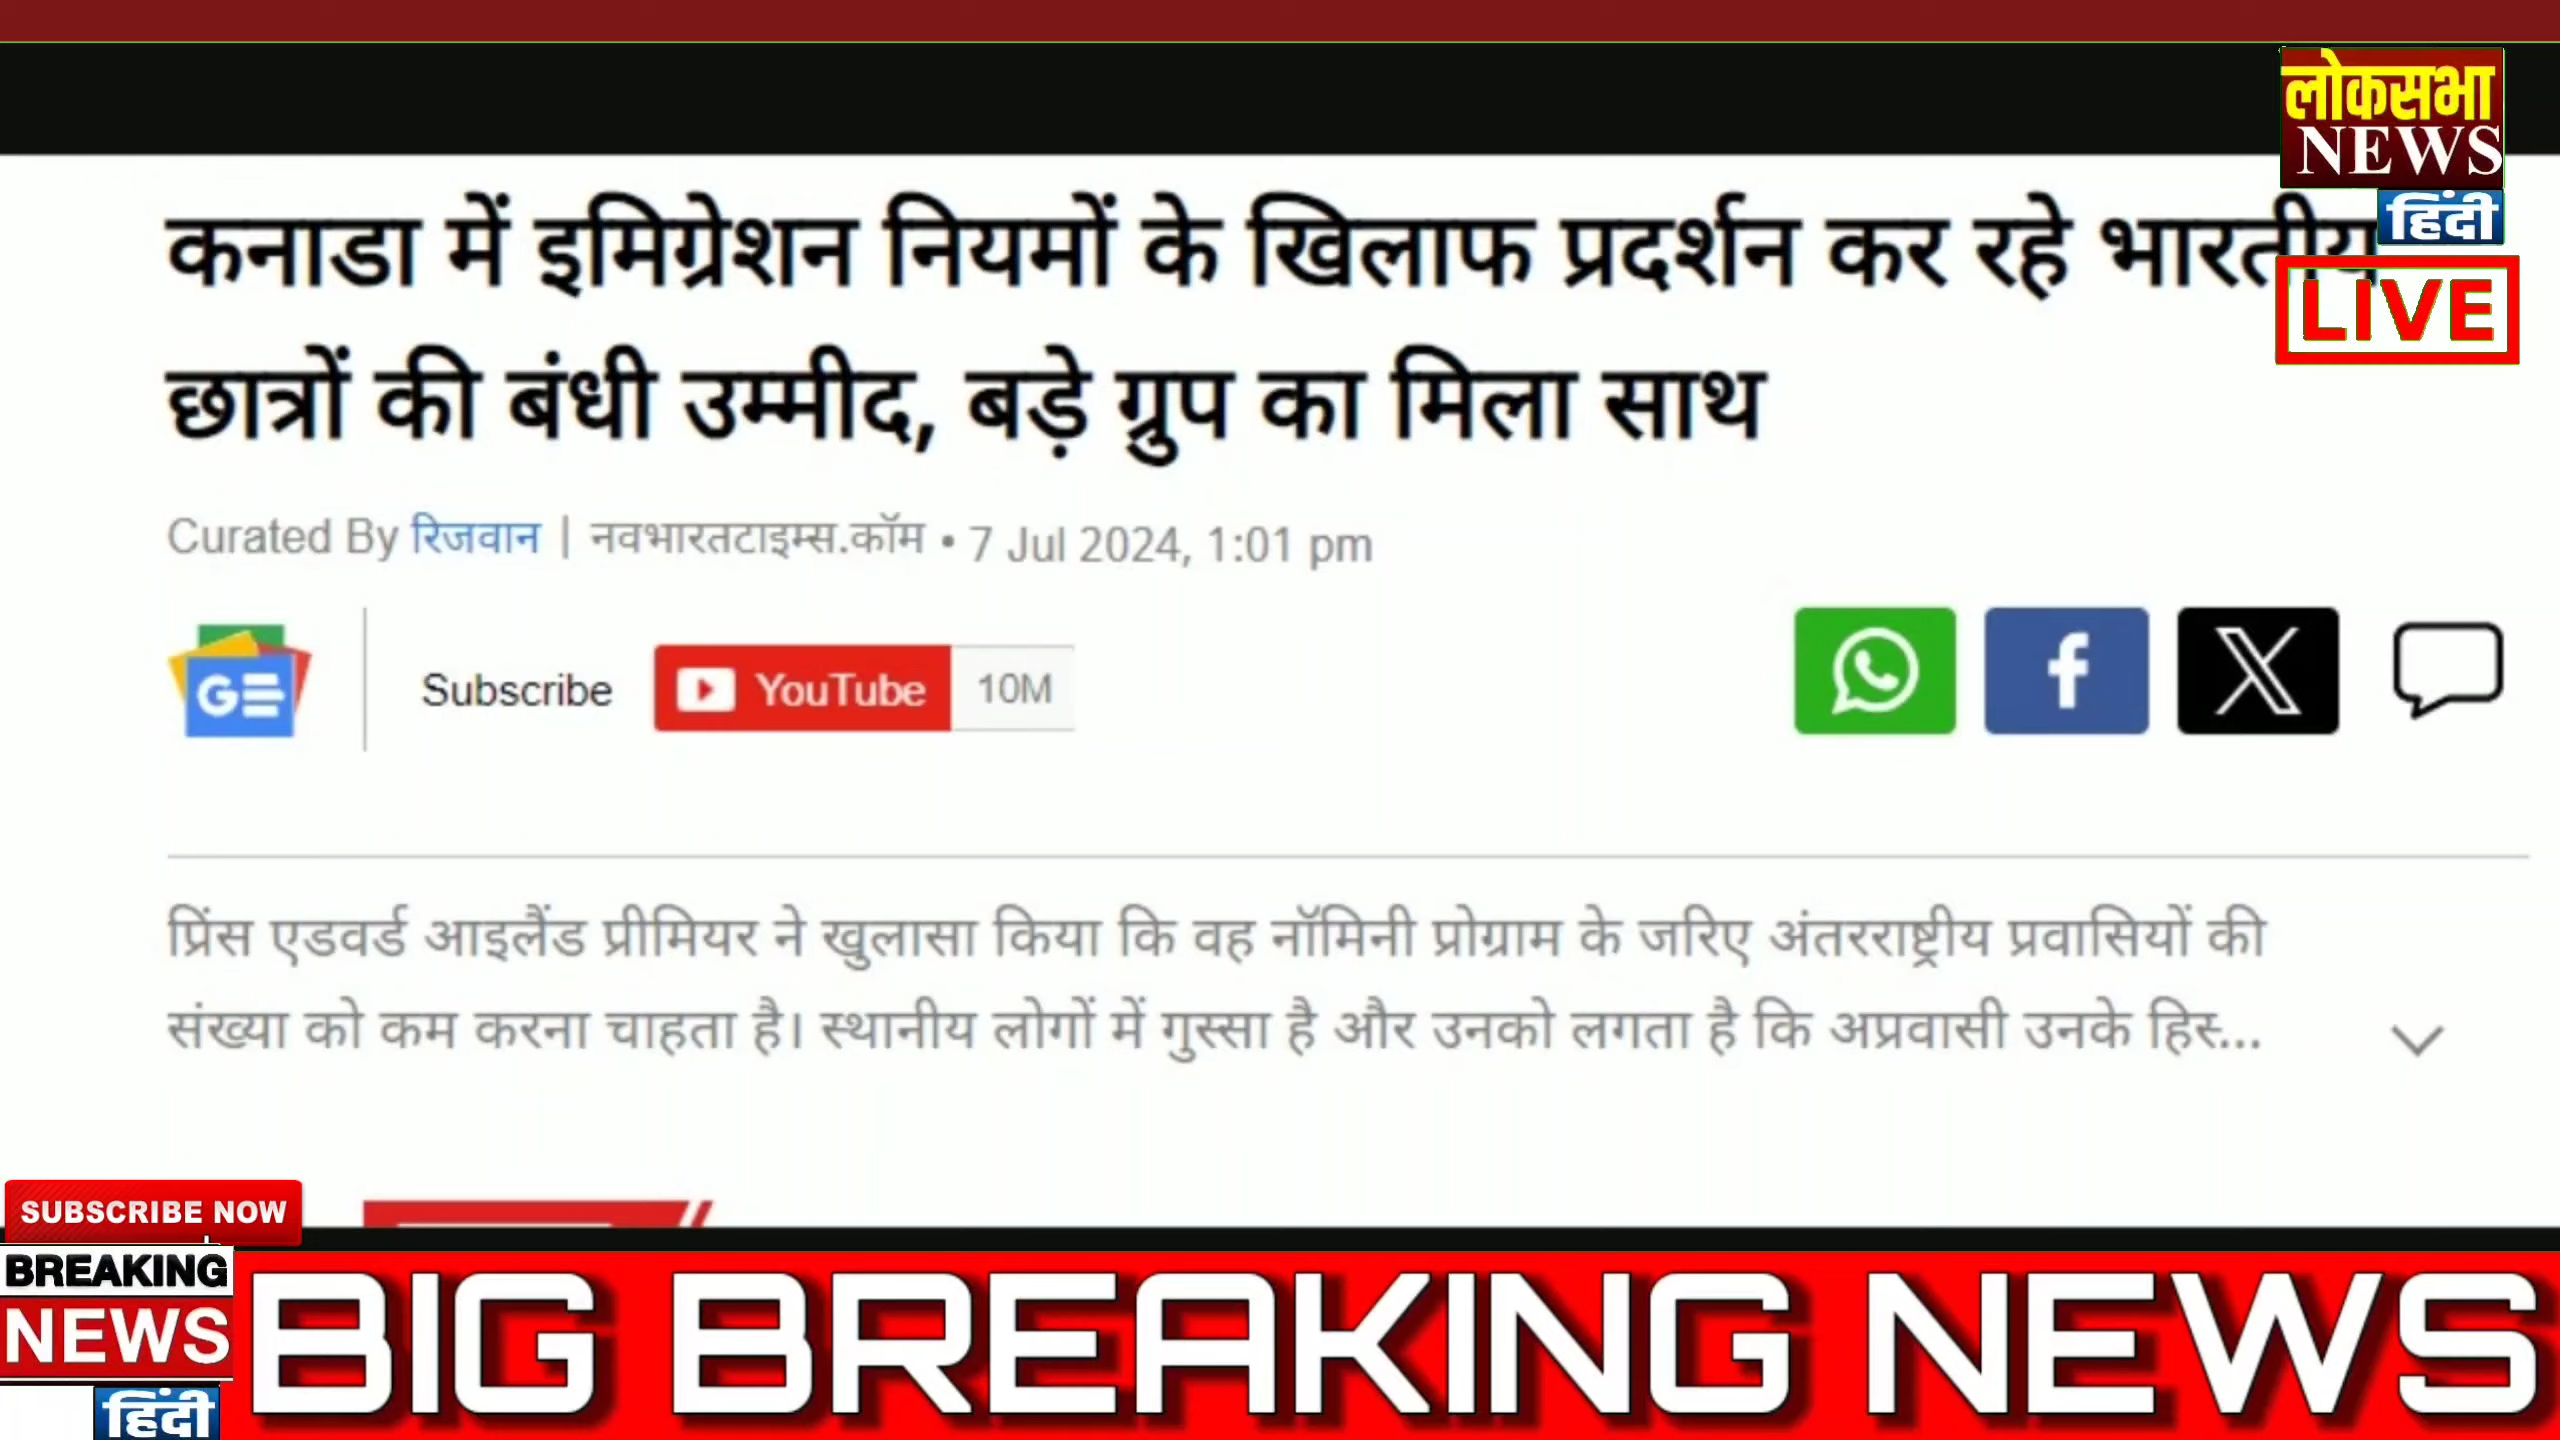 लोकसभा
NEWS
हिंदी
LIVE
कनाडा में इमिग्रेशन नियमों के खिलाफ प्रदर्शन कर रहे भारतीय
छात्रों की बंधी उम्मीद, बड़े ग्रुप का मिला साथ
Curated By रिजवान | नवभारतटाइम्स.कॉम • 7 Jul 2024, 1:01 pm
GE Subscribe YouTube 10M
प्रिंस एडवर्ड आइलैंड प्रीमियर ने खुलासा किया कि वह नॉमिनी प्रोग्राम के जरिए अंतरराष्ट्रीय प्रवासियों की
संख्या को कम करना चाहता है। स्थानीय लोगों में गुस्सा है और उनको लगता है कि अप्रवासी उनके हिस्...
SUBSCRIBE NOW
BREAKING
NEWS
हिंदी
BIG BREAKING NEWS